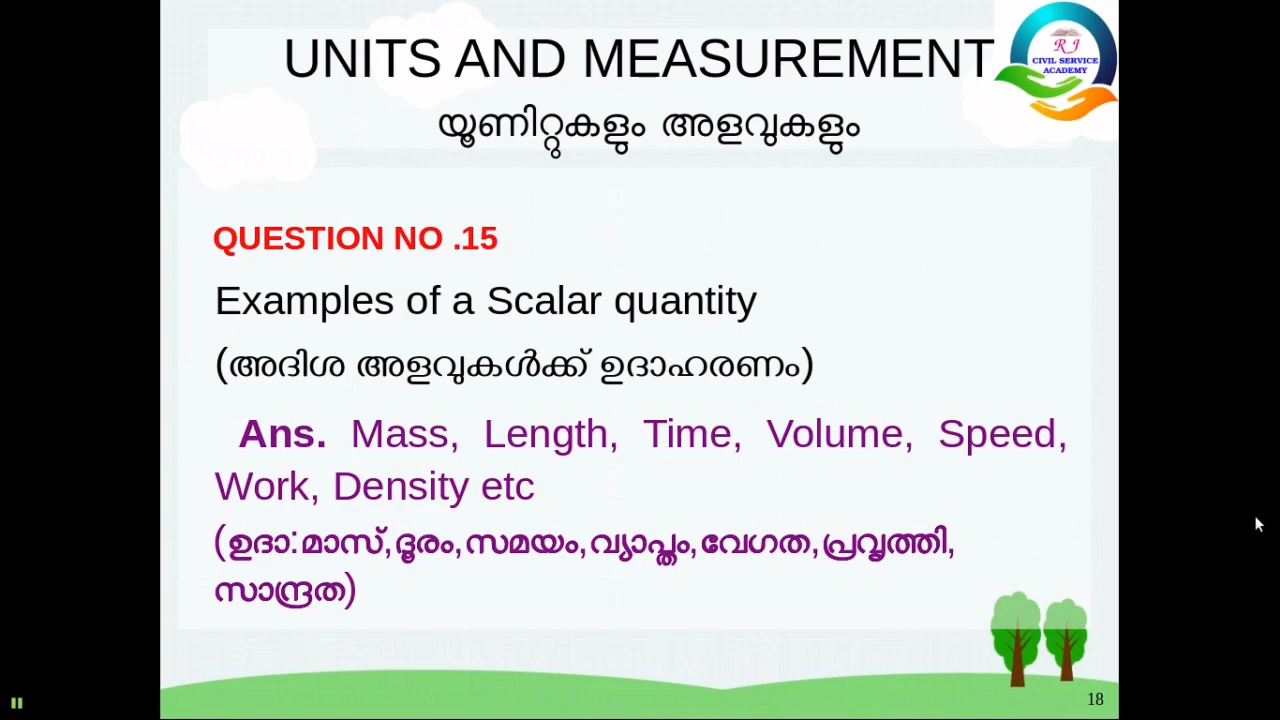 UNITS AND MEASUREMENT
യൂണിറ്റുകളും അളവുകളും
RJ
CIVIL SERVICE
ACADEMY
QUESTION NO .15
Examples of a Scalar quantity
(അദിശ അളവുകൾക്ക് ഉദാഹരണം)
Ans. Mass, Length, Time, Volume, Speed,
Work, Density etc
(ഉദാ:മാസ്,ദൂരം,സമയം,വ്യാപ്തം,വേഗത,പ്രവൃത്തി,
സാന്ദ്രത)
18